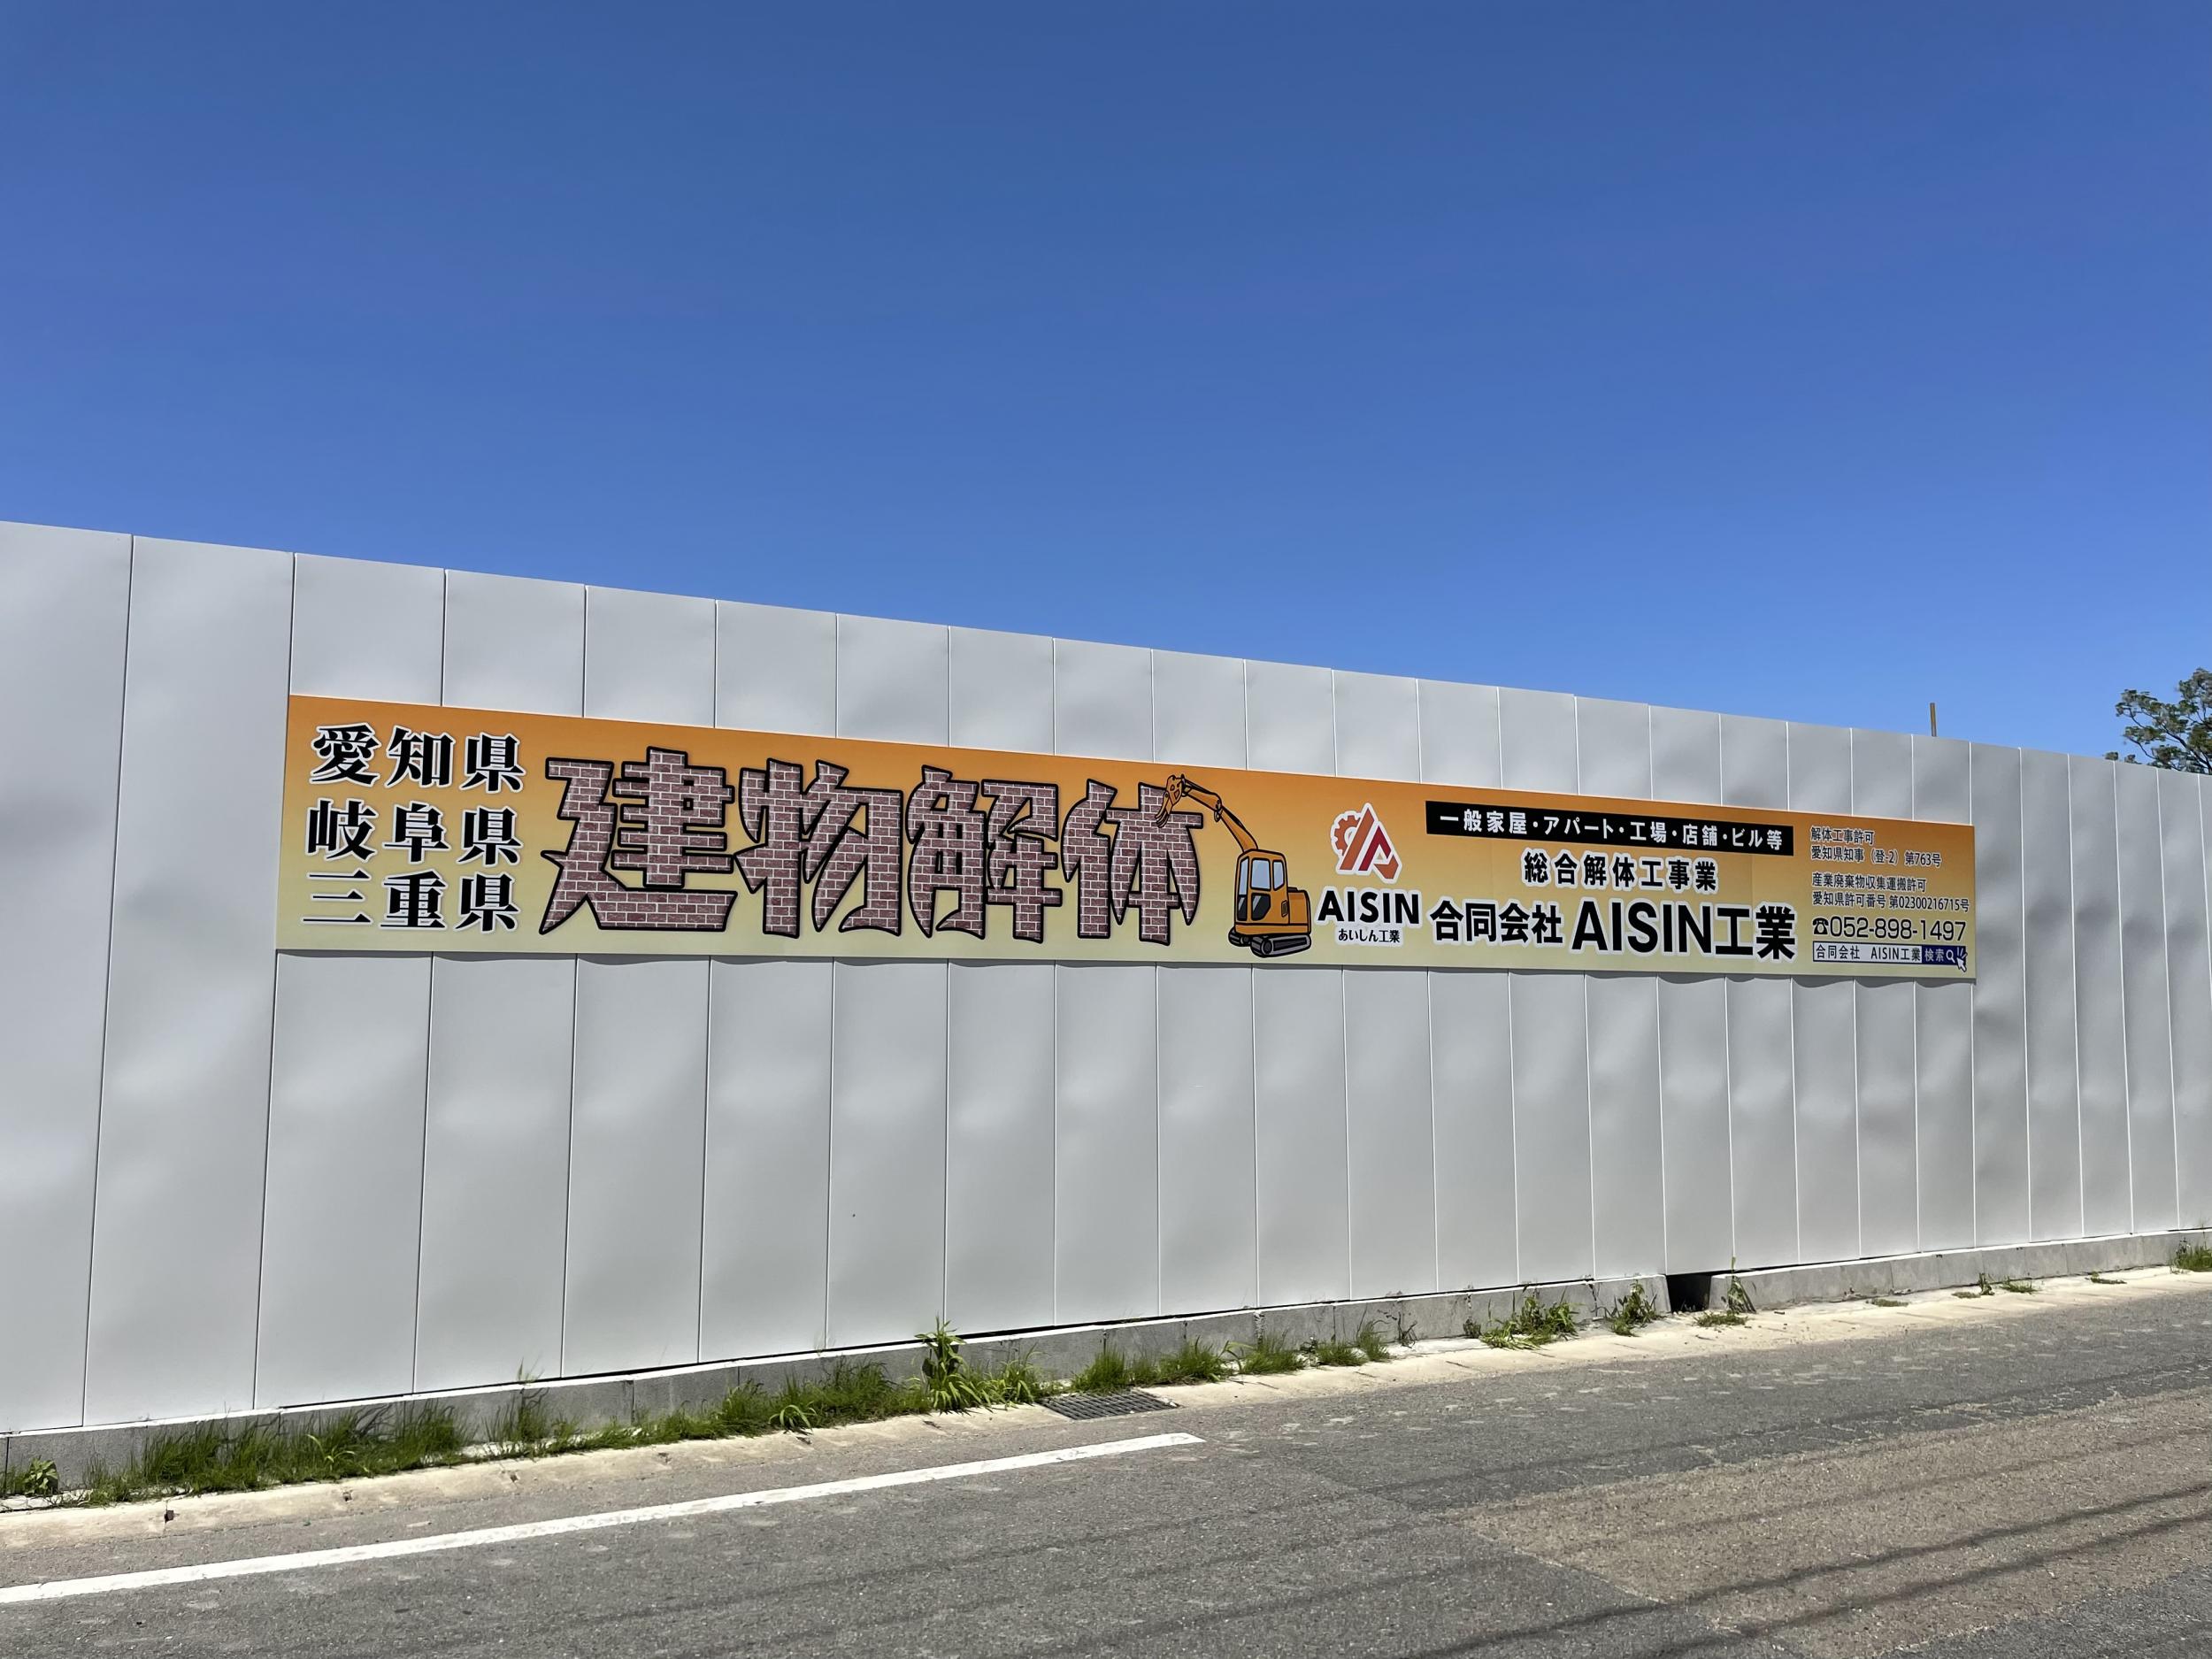 愛知県
岐阜県
三重県
建物解体
AISIN
あいしん工業
一般家屋・アパート・工場・店舗・ビル等
総合解体工事業
合同会社 AISIN工業
解体工事許可
愛知県知事（登-2）第763号
産業廃棄物収集運搬許可
愛知県許可番号 第02300216715号
☎052-898-1497
合同会社 AISIN工業 検索